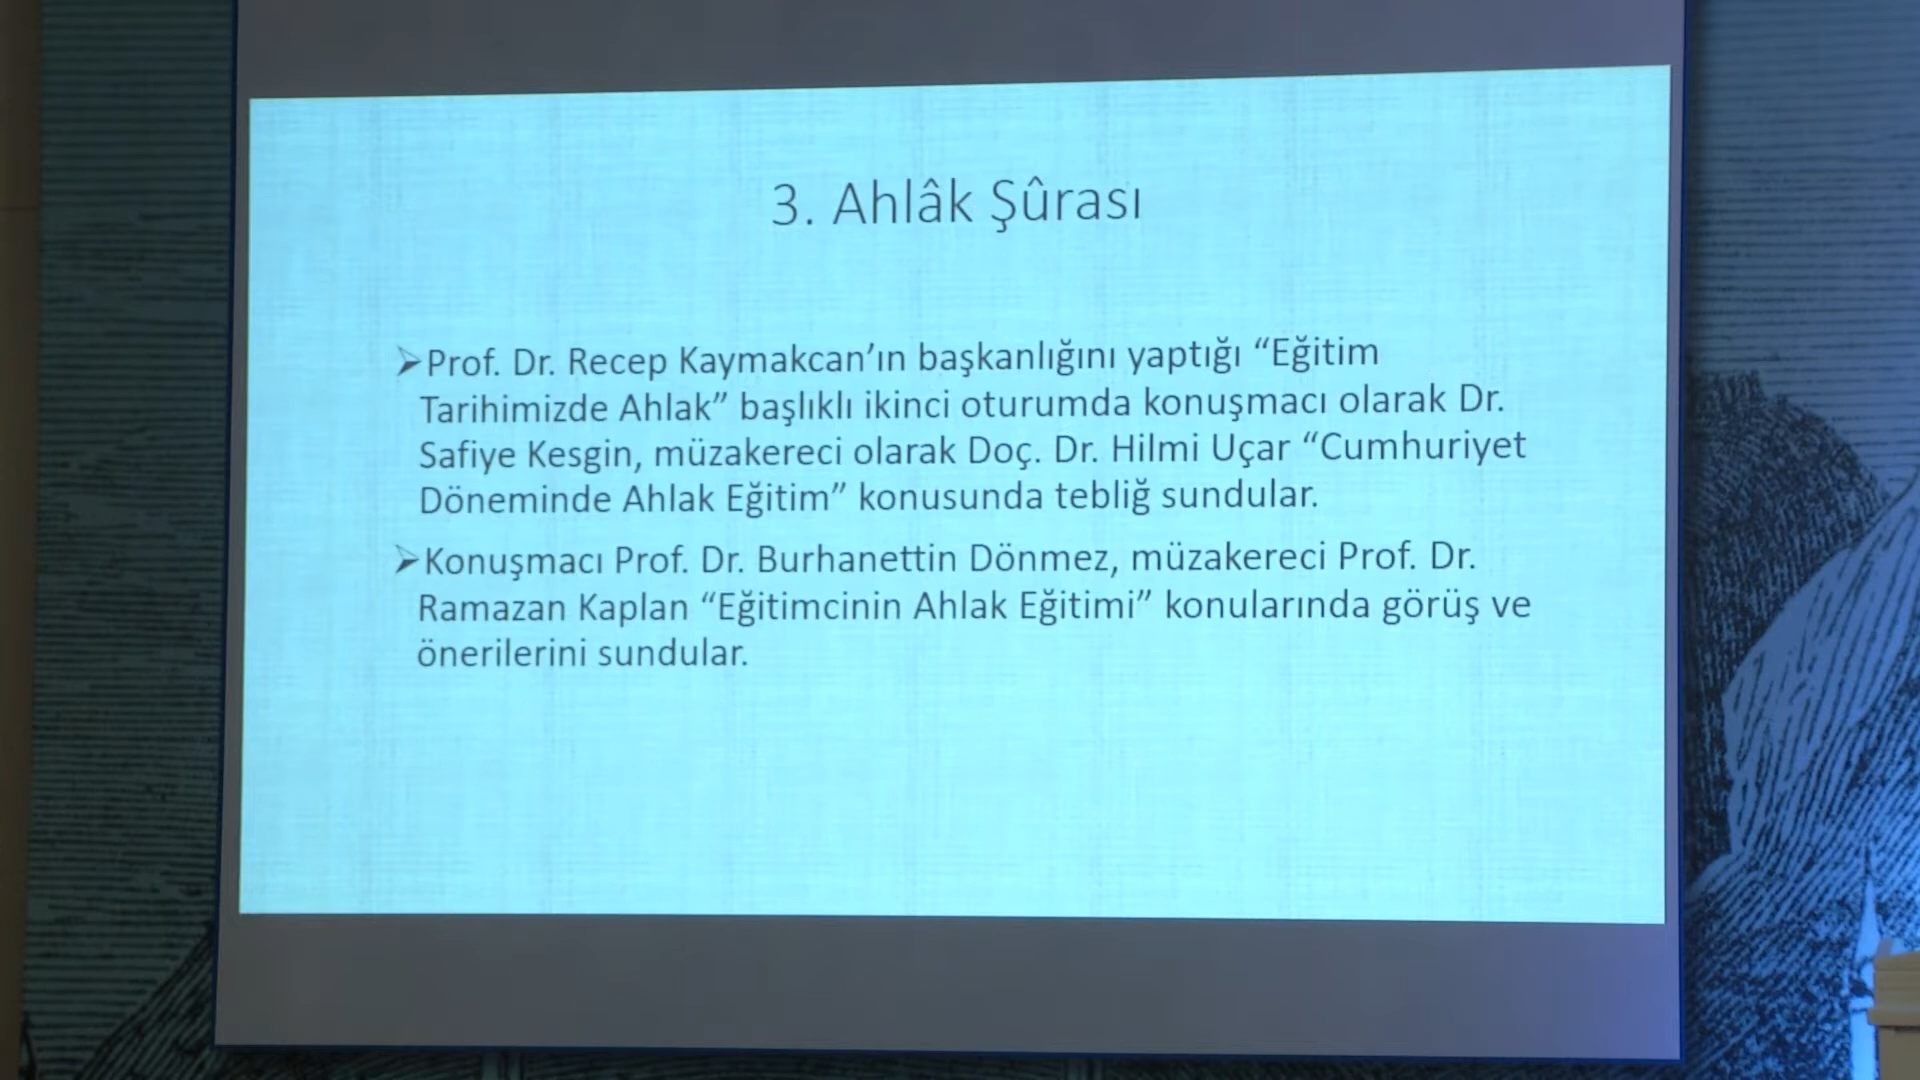 3. Ahlâk Şûrası
➢Prof. Dr. Recep Kaymakcan’ın başkanlığını yaptığı “Eğitim
Tarihimizde Ahlak” başlıklı ikinci oturumda konuşmacı olarak Dr.
Safiye Kesgin, müzakereci olarak Doç. Dr. Hilmi Uçar “Cumhuriyet
Döneminde Ahlak Eğitim” konusunda tebliğ sundular.
➢Konuşmacı Prof. Dr. Burhanettin Dönmez, müzakereci Prof. Dr.
Ramazan Kaplan “Eğitimcinin Ahlak Eğitimi” konularında görüş ve
önerilerini sundular.